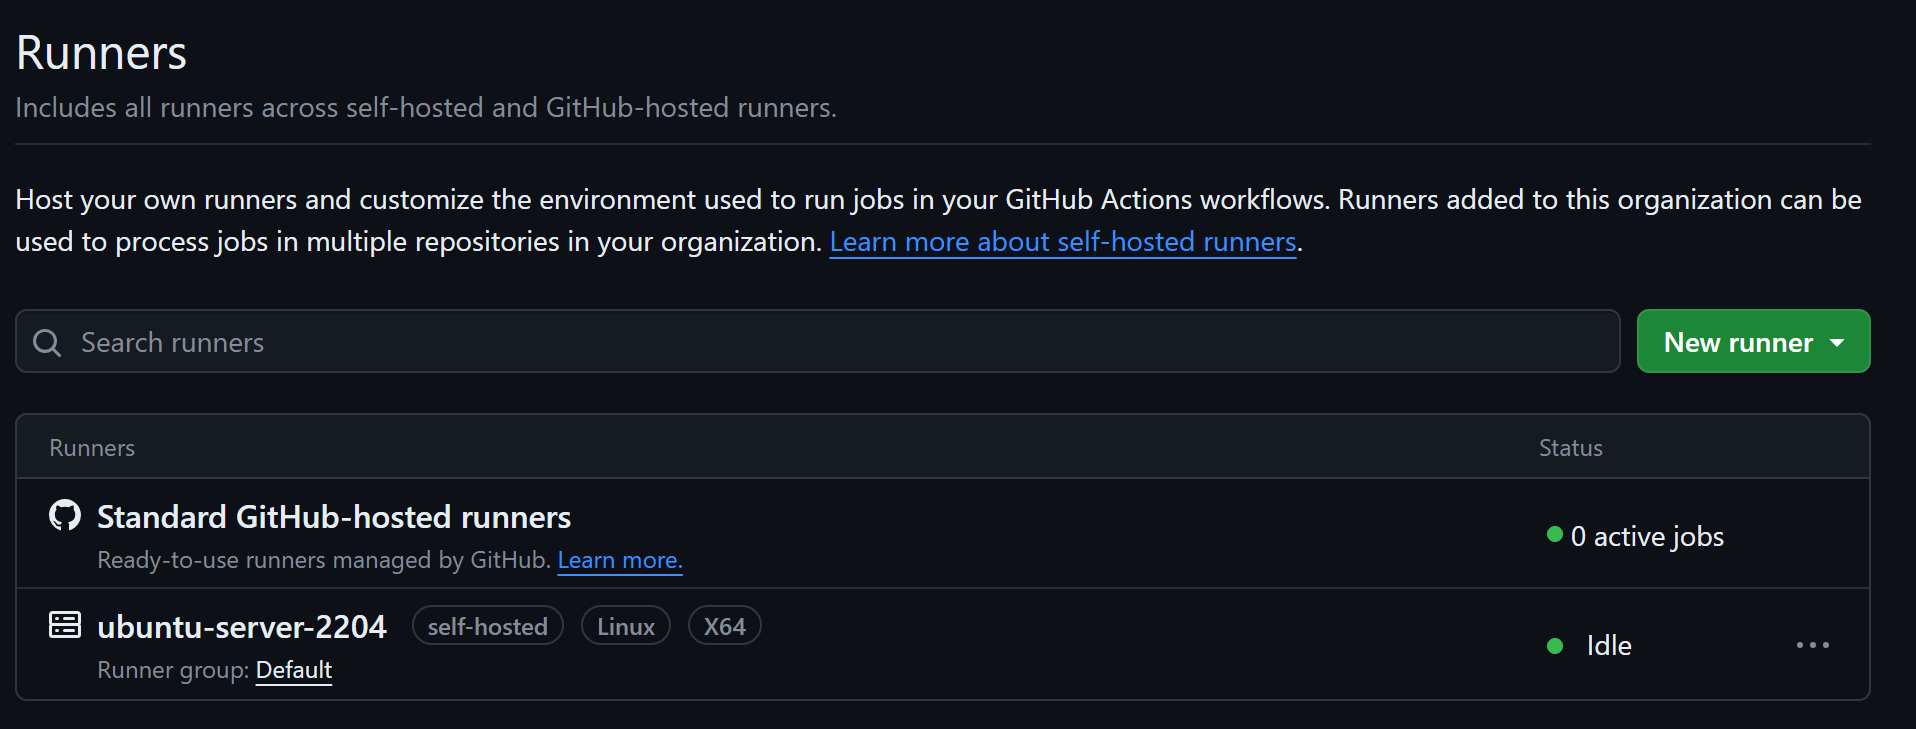 Runners
Includes all runners across self-hosted and GitHub-hosted runners.
Host your own runners and customize the environment used to run jobs in your GitHub Actions workflows. Runners added to this organization can be
used to process jobs in multiple repositories in your organization. Learn more about self-hosted runners.
Search runners
New runner
Runners Status
Standard GitHub-hosted runners
Ready-to-use runners managed by GitHub. Learn more.
0 active jobs
ubuntu-server-2204 self-hosted Linux X64
Runner group: Default
Idle